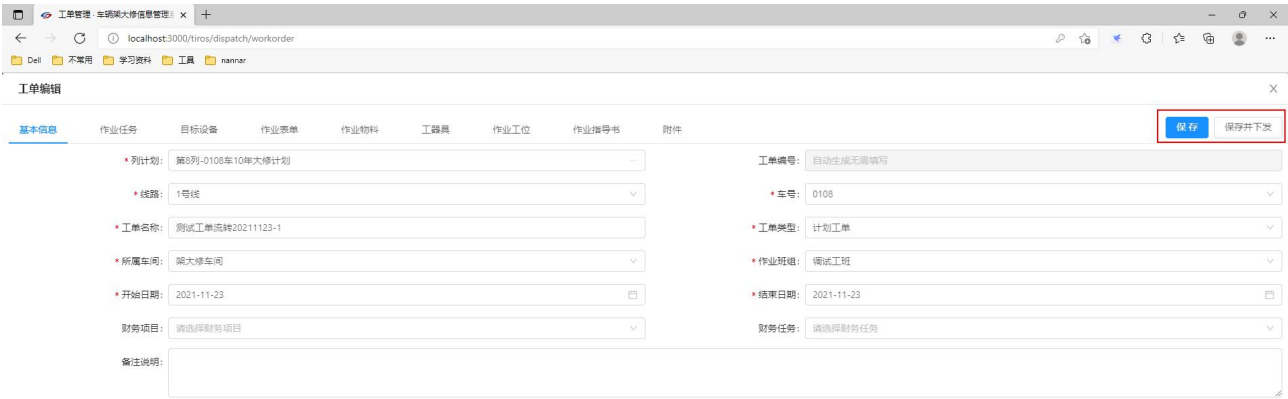 工单管理 · 车辆架大修信息管理
localhost:3000/tiros/dispatch/workorder
Dell 不常用 学习资料 工具 nannar
工单编辑
基本信息 作业任务 目标设备 作业表单 作业物料 工器具 作业工位 作业指导书 附件 保存 保存并下发
* 列计划: 第8列-0108车10年大修计划 工单编号: 自动生成无需填写
* 线路: 1号线 * 车号: 0108
* 工单名称: 测试工单流转20211123-1 * 工单类型: 计划工单
* 所属车间: 架大修车间 * 作业班组: 调试工班
* 开始日期: 2021-11-23 * 结束日期: 2021-11-23
财务项目: 请选择财务项目 财务任务: 请选择财务任务
备注说明: